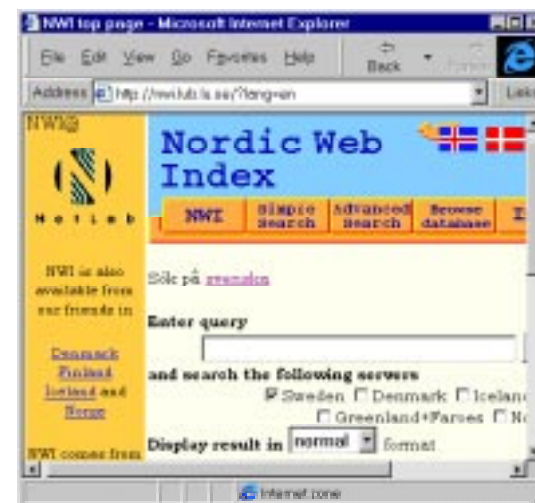 NWI top page - Microsoft Internet Explorer
File Edit View Go Favorites Help
Back
Address http://nwi.lub.lu.se/?lang=en
Links
NWI@
NetLab
Nordic Web
Index
NWI
Simple Search
Advanced Search
Browse database
NWI is also
available from
our friends in
Denmark
Finland
Iceland and
Norge
NWI comes from
Sök på svenska
Enter query
and search the following servers
Sweden Denmark Icelan
Greenland+Faroes
Display result in normal format
Internet zone